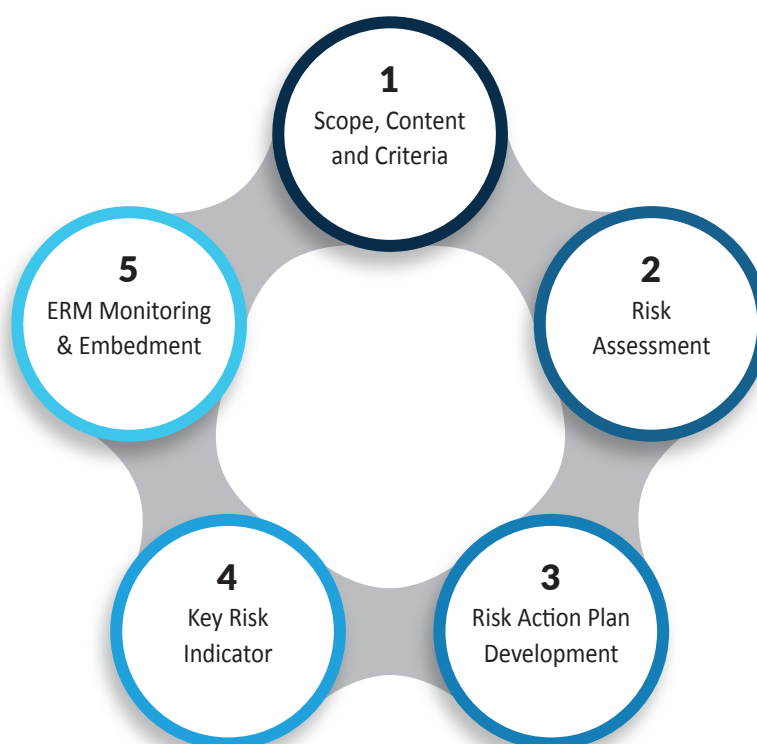 1
Scope, Content
and Criteria
2
Risk
Assessment
3
Risk Action Plan
Development
4
Key Risk
Indicator
5
ERM Monitoring
& Embedment